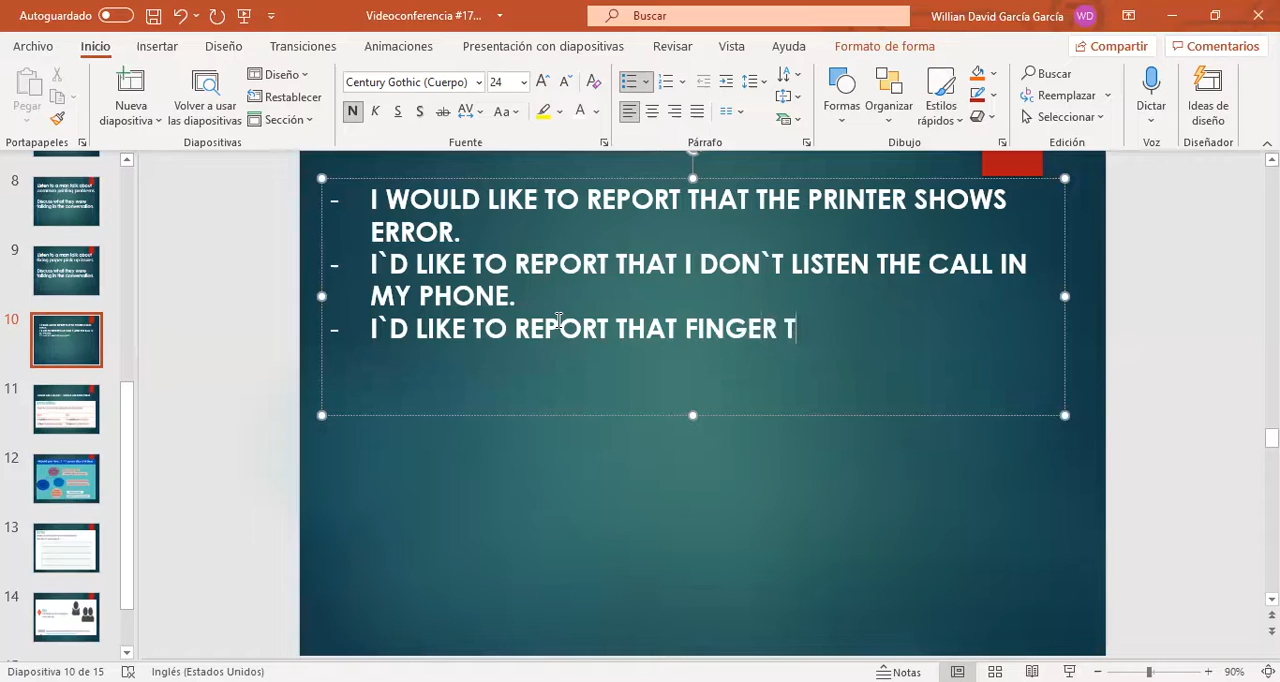 Autoguardado
Videoconferencia #17...
Buscar
Willian David García García
WD
Archivo
Inicio
Insertar
Diseño
Transiciones
Animaciones
Presentación con diapositivas
Revisar
Vista
Ayuda
Formato de forma
Compartir
Comentarios
Pegar
Nueva diapositiva
Volver a usar las diapositivas
Diseño
Restablecer
Sección
Century Gothic (Cuerpo)
24
N K S S ab AV Aa A
Formas
Organizar
Estilos rápidos
Buscar
Reemplazar
Seleccionar
Dictar
Ideas de diseño
Portapapeles
Diapositivas
Fuente
Párrafo
Dibujo
Edición
Voz
Diseñador
8
9
10
11
12
13
14
- I WOULD LIKE TO REPORT THAT THE PRINTER SHOWS
ERROR.
- I`D LIKE TO REPORT THAT I DON`T LISTEN THE CALL IN
MY PHONE.
- I`D LIKE TO REPORT THAT FINGER T
Diapositiva 10 de 15
Inglés (Estados Unidos)
Notas
90%